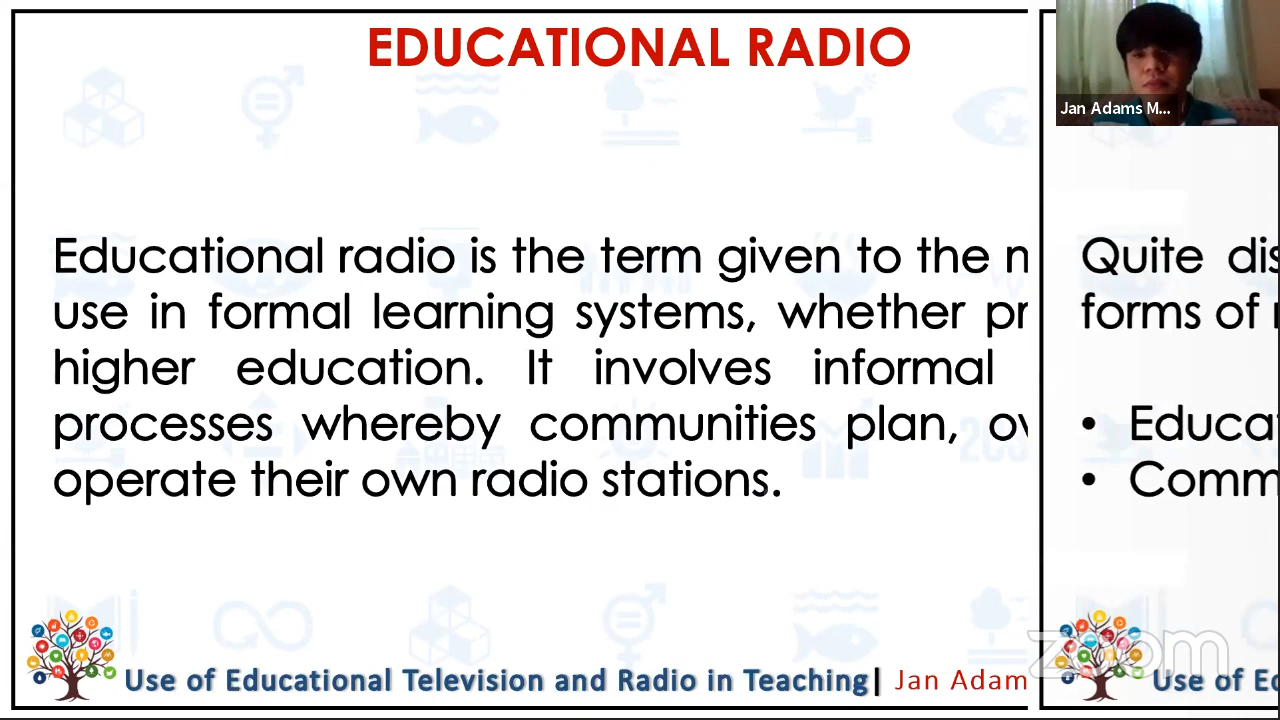 EDUCATIONAL RADIO
Educational radio is the term given to the
use in formal learning systems, whether
higher education. It involves informal
processes whereby communities plan,
operate their own radio stations.
Use of Educational Television and Radio in Teaching| Jan Adam
Jan Adams M...
Quite
forms of
• Educa
• Comm
Use of
zoom